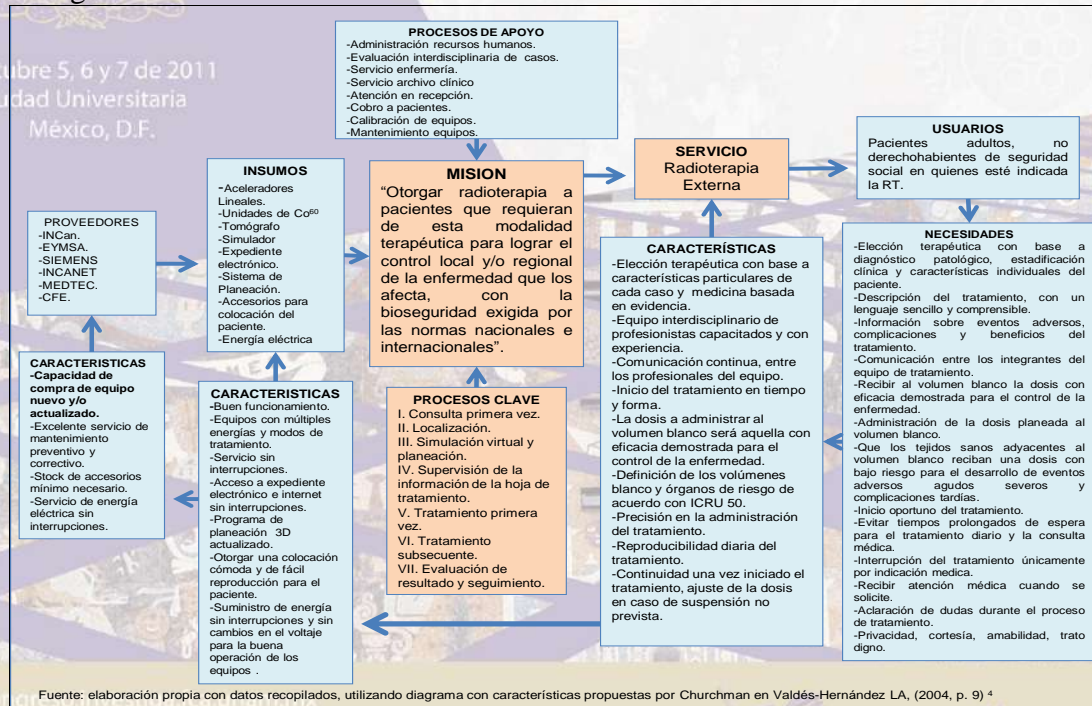 PROCESOS DE APOYO
-Administración recursos humanos.
-Evaluación interdisciplinaria de casos.
-Servicio enfermería.
-Servicio archivo clínico
-Atención en recepción.
-Cobro a pacientes.
-Calibración de equipos.
-Mantenimiento equipos.
tubre 5, 6 y 7 de 2011
udad Universitaria
México, D.F.
PROVEEDORES
-INCan.
-EYMSA.
-SIEMENS
-INCANET
-MEDTEC.
-CFE.
INSUMOS
-Aceleradores
Lineales.
-Unidades de Co⁶⁰
-Tomógrafo
-Simulador
-Expediente
electrónico.
-Sistema de
Planeación.
-Accesorios para
colocación del
paciente.
-Energía eléctrica
MISION
“Otorgar radioterapia a
pacientes que requieran
de esta modalidad
terapéutica para lograr el
control local y/o regional
de la enfermedad que los
afecta, con la
bioseguridad exigida por
las normas nacionales e
internacionales”.
SERVICIO
Radioterapia
Externa
USUARIOS
Pacientes adultos, no
derechohabientes de seguridad
social en quienes esté indicada
la RT.
CARACTERISTICAS
-Capacidad de
compra de equipo
nuevo y/o
actualizado.
-Excelente servicio de
mantenimiento
preventivo y
correctivo.
-Stock de accesorios
mínimo necesario.
-Servicio de energía
eléctrica sin
interrupciones.
CARACTERISTICAS
-Buen funcionamiento.
-Equipos con múltiples
energías y modos de
tratamiento.
-Servicio sin
interrupciones.
-Acceso a expediente
electrónico e internet
sin interrupciones.
-Programa de
planeación 3D
actualizado.
-Otorgar una colocación
cómoda y de fácil
reproducción para el
paciente.
-Suministro de energía
sin interrupciones y sin
cambios en el voltaje
para la buena
operación de los
equipos .
PROCESOS CLAVE
I. Consulta primera vez.
II. Localización.
III. Simulación virtual y
planeación.
IV. Supervisión de la
información de la hoja de
tratamiento.
V. Tratamiento primera
vez.
VI. Tratamiento
subsecuente.
VII. Evaluación de
resultado y seguimiento.
CARACTERÍSTICAS
-Elección terapéutica con base a
características particulares de
cada caso y medicina basada
en evidencia.
-Equipo interdisciplinario de
profesionistas capacitados y con
experiencia.
-Comunicación continua, entre
los profesionales del equipo.
-Inicio del tratamiento en tiempo
y forma.
-La dosis a administrar al
volumen blanco será aquella con
eficacia demostrada para el
control de la enfermedad.
-Definición de los volúmenes
blanco y órganos de riesgo de
acuerdo con ICRU 50.
-Precisión en la administración
del tratamiento.
-Reproducibilidad diaria del
tratamiento.
-Continuidad una vez iniciado el
tratamiento, ajuste de la dosis
en caso de suspensión no
prevista.
NECESIDADES
-Elección terapéutica con base a
diagnóstico patológico, estadificación
clínica y características individuales del
paciente.
-Descripción del tratamiento, con un
lenguaje sencillo y comprensible.
-Información sobre eventos adversos,
complicaciones y beneficios del
tratamiento.
-Comunicación entre los integrantes del
equipo de tratamiento.
-Recibir al volumen blanco la dosis con
eficacia demostrada para el control de la
enfermedad.
-Administración de la dosis planeada al
volumen blanco.
-Que los tejidos sanos adyacentes al
volumen blanco reciban una dosis con
bajo riesgo para el desarrollo de eventos
adversos agudos severos y
complicaciones tardías.
-Inicio oportuno del tratamiento.
-Evitar tiempos prolongados de espera
para el tratamiento diario y la consulta
médica.
-Interrupción del tratamiento únicamente
por indicación medica.
-Recibir atención médica cuando se
solicite.
-Aclaración de dudas durante el proceso
de tratamiento.
-Privacidad, cortesía, amabilidad, trato
digno.
Fuente: elaboración propia con datos recopilados, utilizando diagrama con características propuestas por Churchman en Valdés-Hernández LA, (2004, p. 9) ⁴